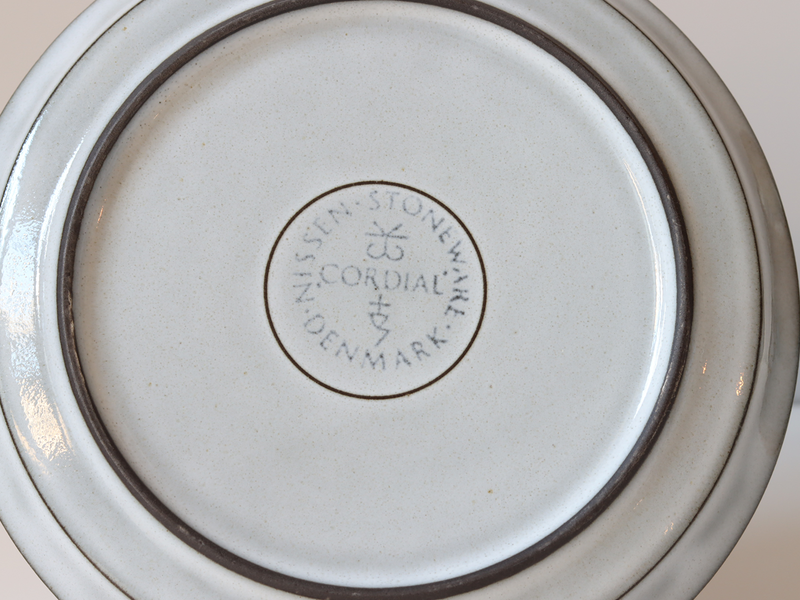 NISSEN · STONEWARE · DENMARK ·
CORDIAL